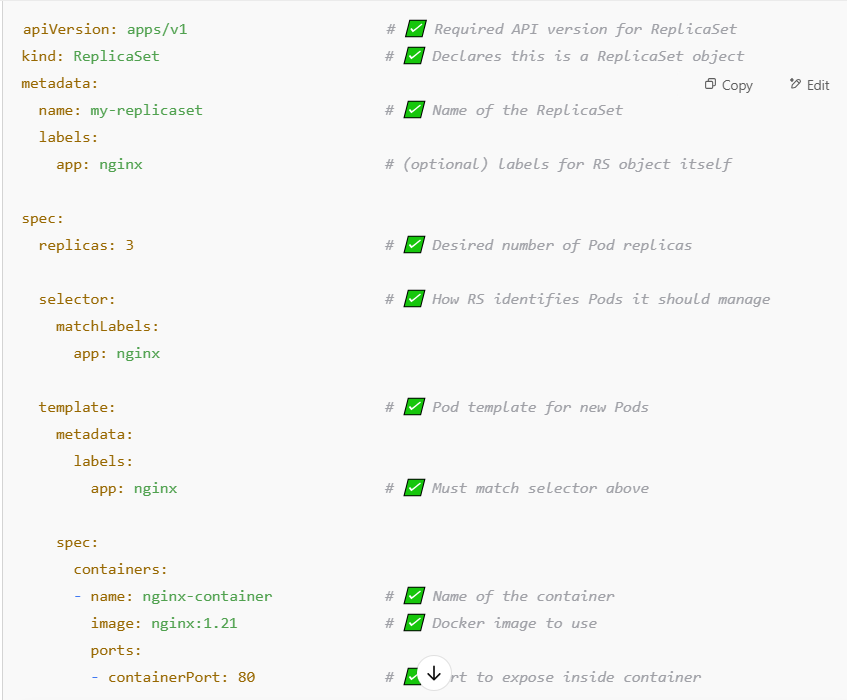 apiVersion: apps/v1 # ✅ Required API version for ReplicaSet
kind: ReplicaSet # ✅ Declares this is a ReplicaSet object
metadata:
Copy Edit
name: my-replicaset # ✅ Name of the ReplicaSet
labels:
app: nginx # (optional) labels for RS object itself
spec:
replicas: 3 # ✅ Desired number of Pod replicas
selector: # ✅ How RS identifies Pods it should manage
matchLabels:
app: nginx
template: # ✅ Pod template for new Pods
metadata:
labels:
app: nginx # ✅ Must match selector above
spec:
containers:
- name: nginx-container # ✅ Name of the container
image: nginx:1.21 # ✅ Docker image to use
ports:
- containerPort: 80 # ✅ to expose inside container